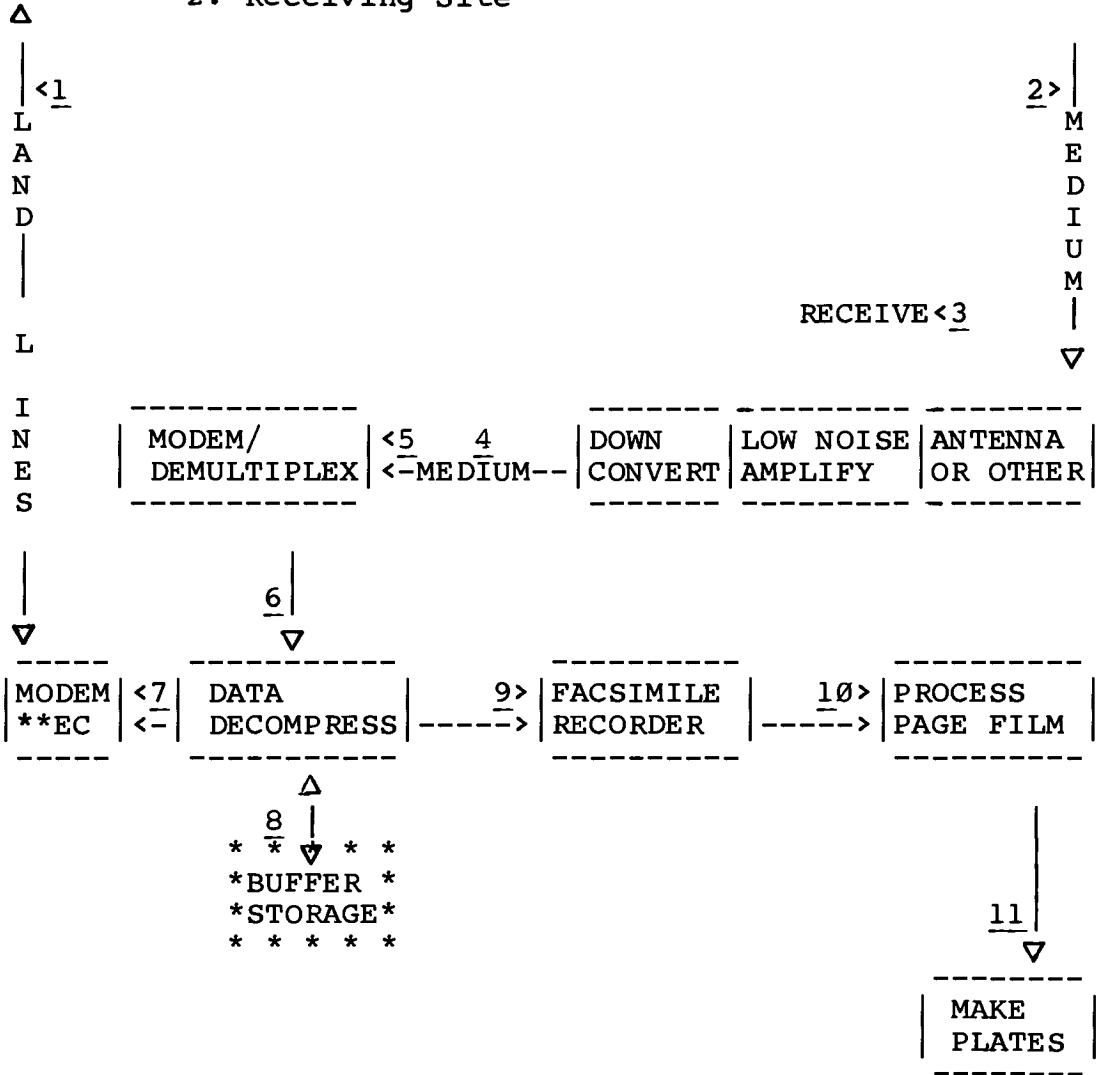 2. Receiving Site
<1
2>
LAND LINES
MEDIUM
RECEIVE<3
MODEM/
DEMULTIPLEX
<5 4
<-MEDIUM--
DOWN
CONVERT
LOW NOISE
AMPLIFY
ANTENNA
OR OTHER
6
MODEM
**EC
<7
<-
DATA
DECOMPRESS
9>
----->
FACSIMILE
RECORDER
10>
----->
PROCESS
PAGE FILM
8
* * * * *
*BUFFER *
*STORAGE*
* * * * *
11
MAKE
PLATES